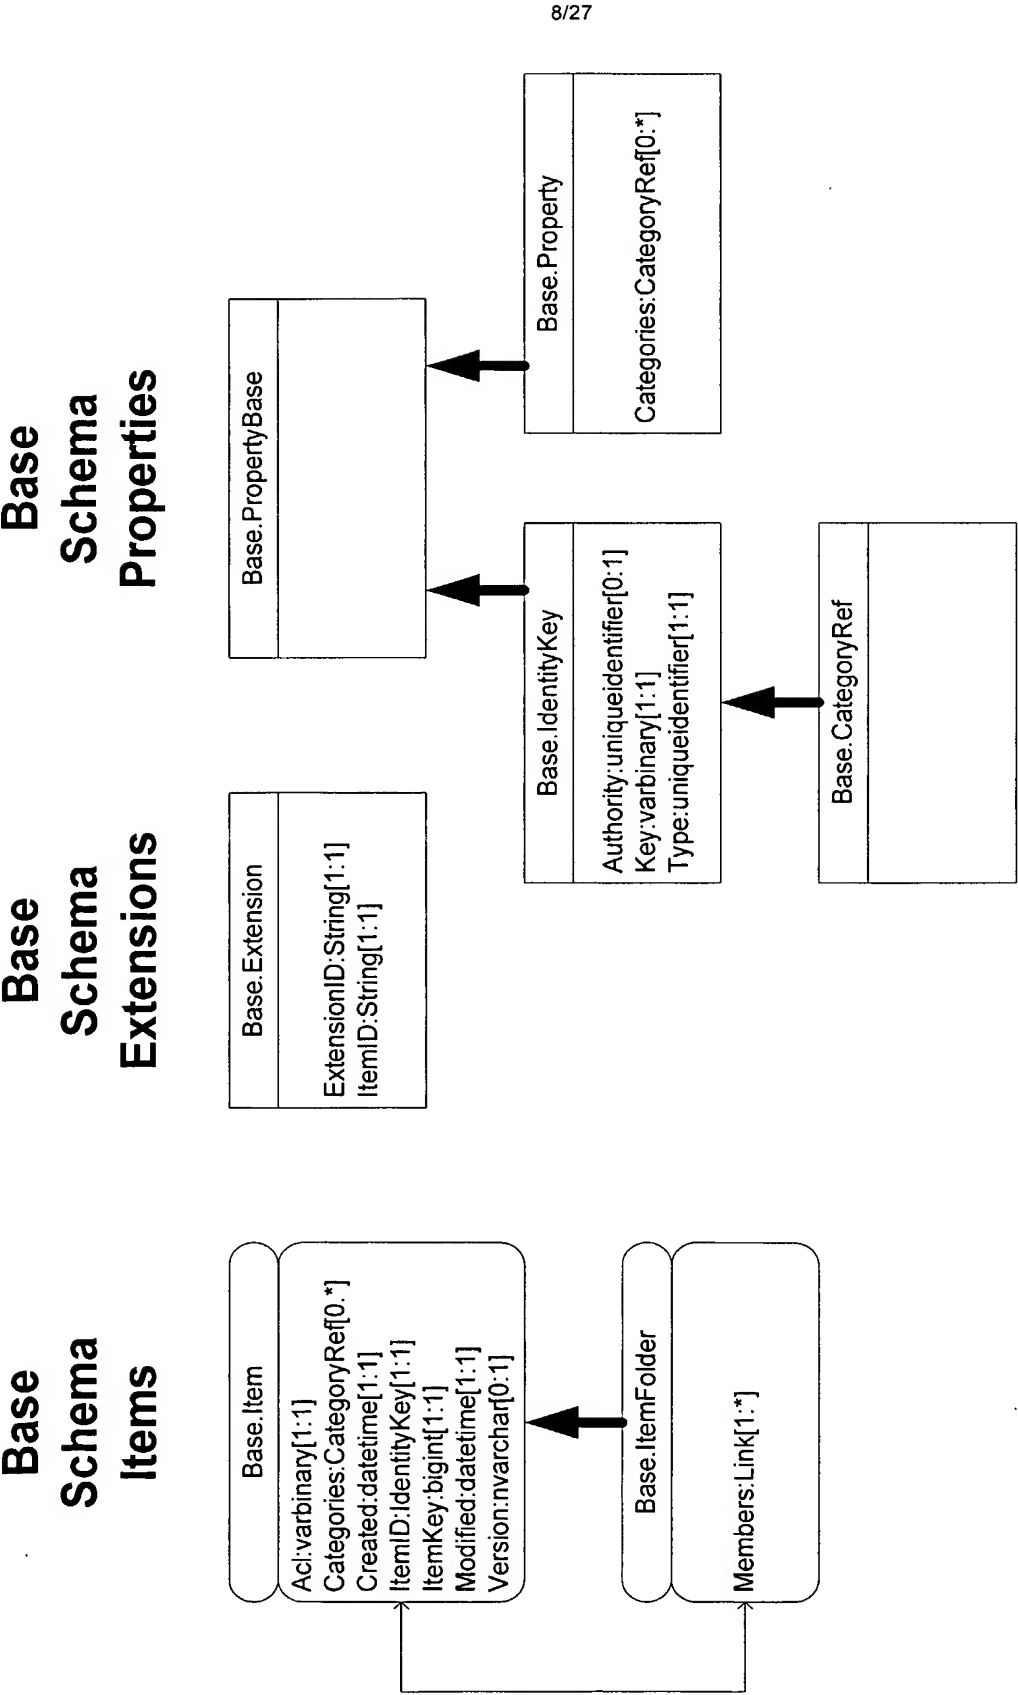 8/27
Base
Schema
Items
Base.Item
Acl:varbinary[1:1]
Categories:CategoryRef[0.*]
Created:datetime[1:1]
ItemID:IdentityKey[1:1]
ItemKey:bigint[1:1]
Modified:datetime[1:1]
Version:nvarchar[0:1]
Base.ItemFolder
Members:Link[1:*]
Base
Schema
Extensions
Base.Extension
ExtensionID:String[1:1]
ItemID:String[1:1]
Base
Schema
Properties
Base.PropertyBase
Base.IdentityKey
Authority:uniqueidentifier[0:1]
Key:varbinary[1:1]
Type:uniqueidentifier[1:1]
Base.Property
Categories:CategoryRef[0:*]
Base.CategoryRef